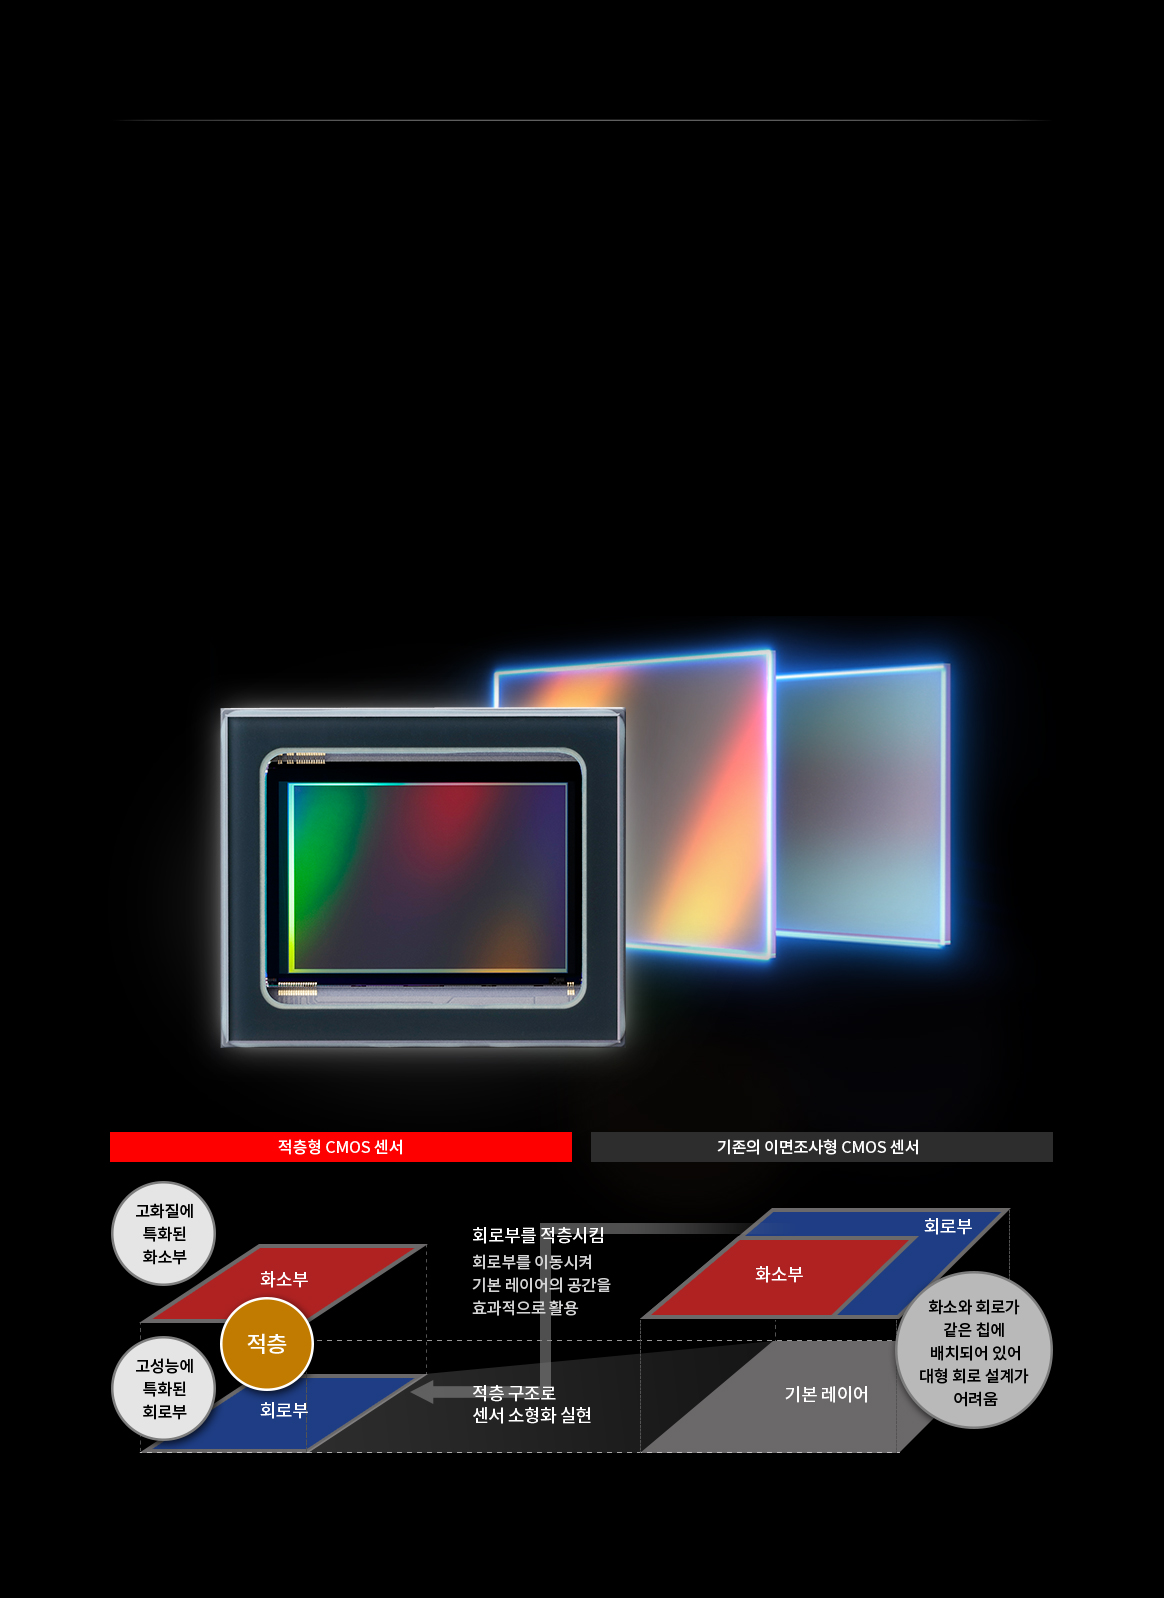 적층형 CMOS 센서
고화질에
특화된
화소부
화소부
적층
고성능에
특화된
회로부
회로부
회로부를 적층시킴
회로부를 이동시켜
기본 레이어의 공간을
효과적으로 활용
적층 구조로
센서 소형화 실현
기존의 이면조사형 CMOS 센서
회로부
화소부
화소와 회로가
같은 칩에
배치되어 있어
대형 회로 설계가
어려움
기본 레이어